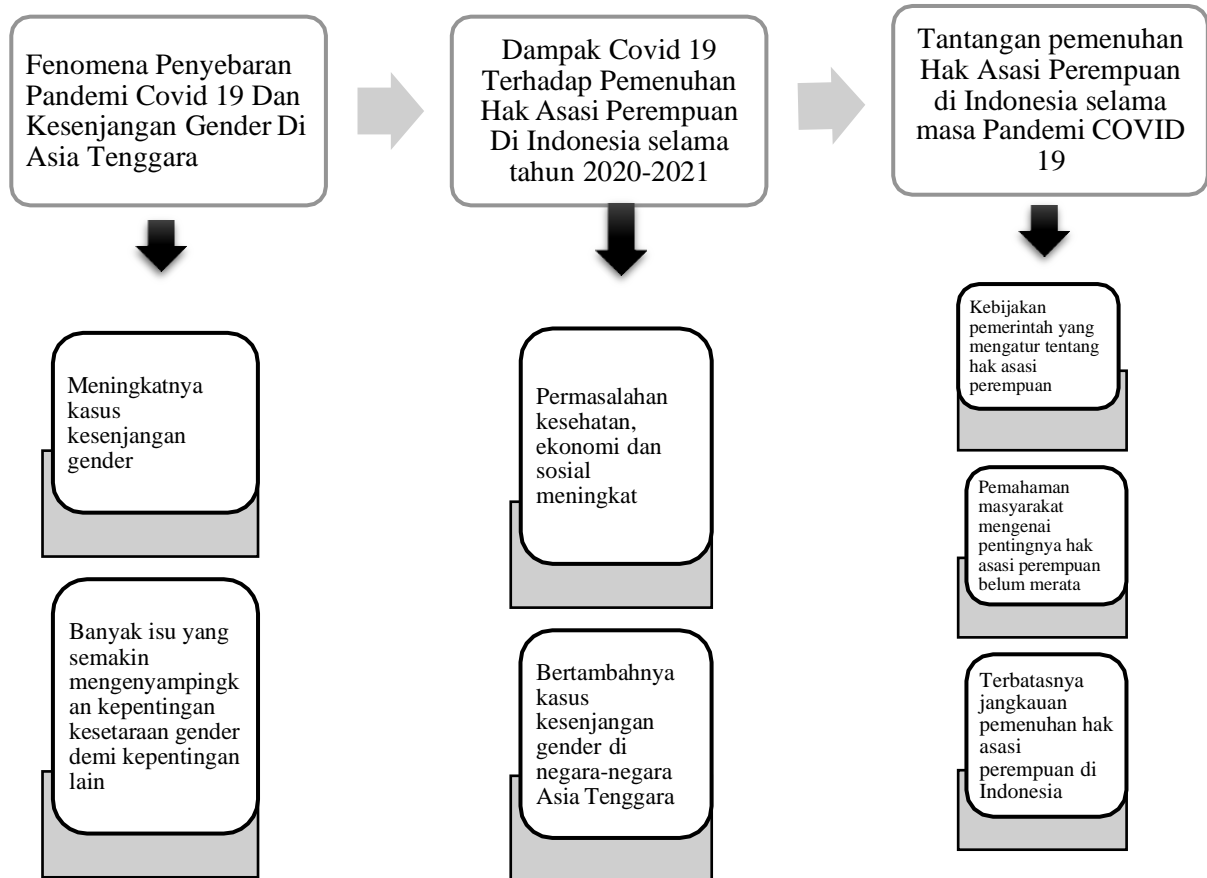 Fenomena Penyebaran
Pandemi Covid 19 Dan
Kesenjangan Gender Di
Asia Tenggara
Dampak Covid 19
Terhadap Pemenuhan
Hak Asasi Perempuan
Di Indonesia selama
tahun 2020-2021
Tantangan pemenuhan
Hak Asasi Perempuan
di Indonesia selama
masa Pandemi COVID
19
Meningkatnya
kasus
kesenjangan
gender
Banyak isu yang
semakin
mengenyampingk
an kepentingan
kesetaraan gender
demi kepentingan
lain
Permasalahan
kesehatan,
ekonomi dan
sosial
meningkat
Bertambahnya
kasus
kesenjangan
gender di
negara-negara
Asia Tenggara
Kebijakan
pemerintah yang
mengatur tentang
hak asasi
perempuan
Pemahaman
masyarakat
mengenai
pentingnya hak
asasi perempuan
belum merata
Terbatasnya
jangkauan
pemenuhan hak
asasi
perempuan di
Indonesia